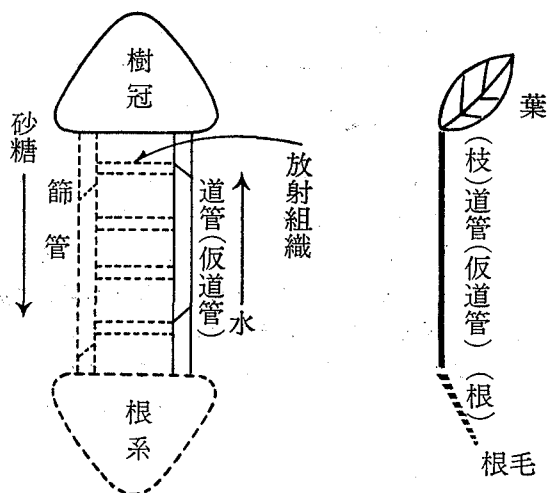 樹冠
砂糖
篩管
放射組織
道管(仮道管)
水
根系
葉
(枝)道管(仮道管)(根)
根毛